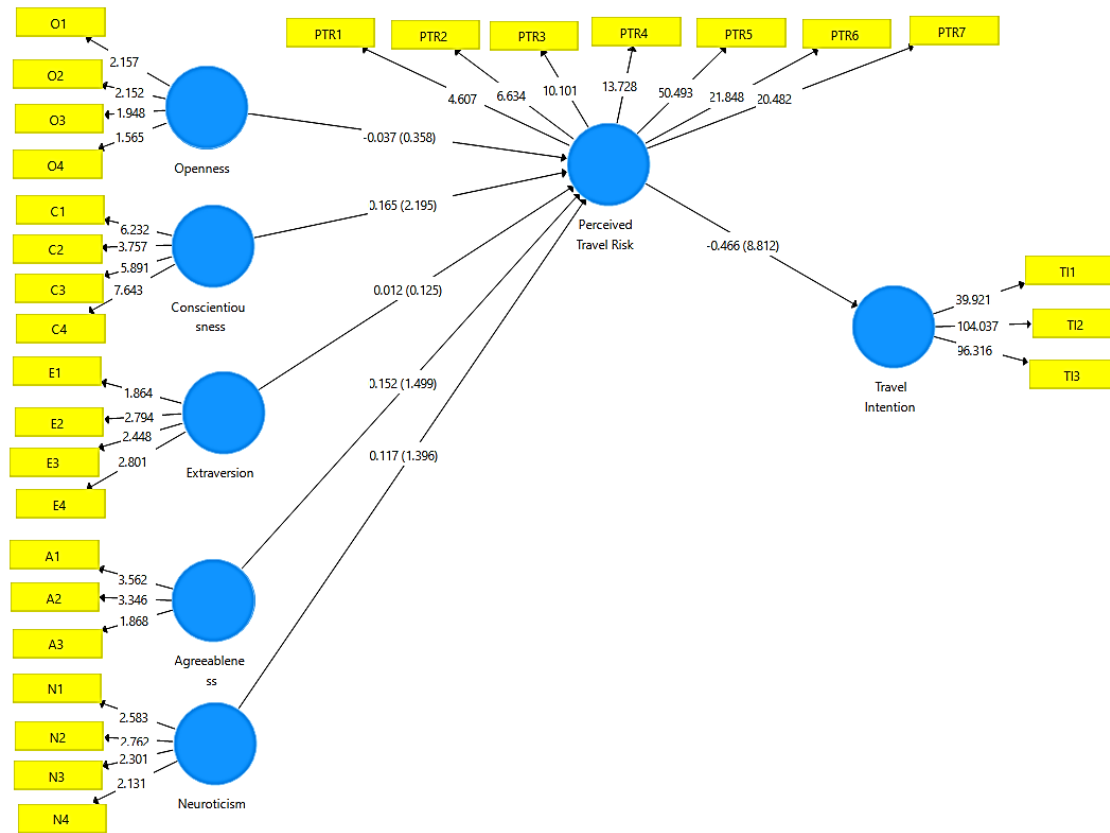 O1
O2
O3
O4
2.157
2.152
1.948
1.565
Openness
C1
C2
C3
C4
6.232
3.757
5.891
7.643
Conscientiou
sness
E1
E2
E3
E4
1.864
2.794
2.448
2.801
Extraversion
A1
A2
A3
3.562
3.346
1.868
Agreeablene
ss
N1
N2
N3
N4
2.583
2.762
2.301
2.131
Neuroticism
-0.037 (0.358)
0.165 (2.195)
0.012 (0.125)
0.152 (1.499)
0.117 (1.396)
PTR1
PTR2
PTR3
PTR4
PTR5
PTR6
PTR7
4.607
6.634
10.101
13.728
50.493
21.848
20.482
Perceived
Travel Risk
-0.466 (8.812)
Travel
Intention
39.921
104.037
96.316
TI1
TI2
TI3